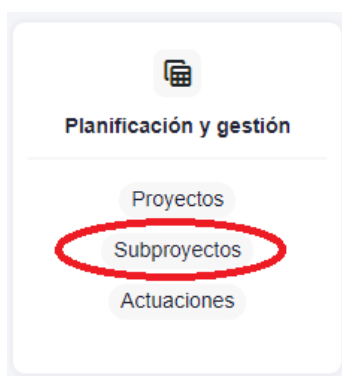 Planificación y gestión
Proyectos
Subproyectos
Actuaciones